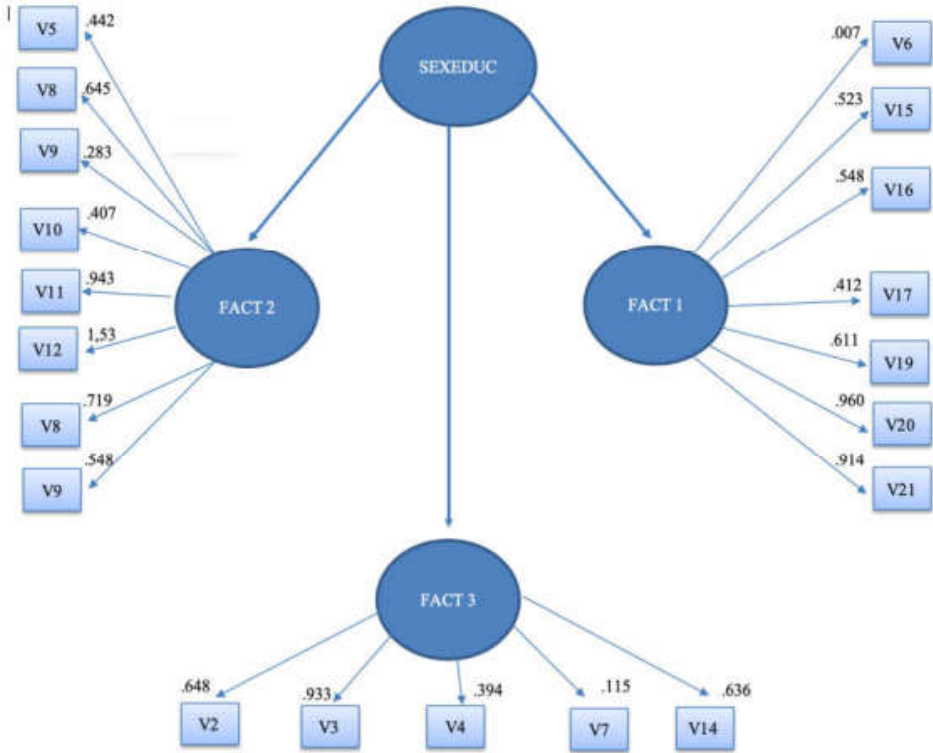 V5 .442
V8 .645
V9 .283
V10 .407
V11 .943
V12 1,53
V8 .719
V9 .548
SEXEDUC
FACT 2
FACT 1
.007 V6
.523 V15
.548 V16
.412 V17
.611 V19
.960 V20
.914 V21
FACT 3
.648 .933 .394 .115 .636
V2 V3 V4 V7 V14